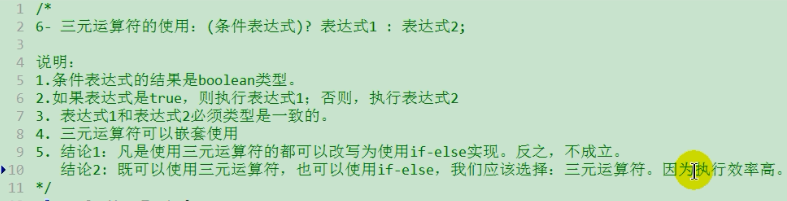 1 /*
2 6- 三元运算符的使用：(条件表达式)? 表达式1 : 表达式2;
3
4 说明：
5 1.条件表达式的结果是boolean类型。
6 2.如果表达式是true，则执行表达式1；否则，执行表达式2
7 3. 表达式1和表达式2必须类型是一致的。
8 4. 三元运算符可以嵌套使用
9 5. 结论1：凡是使用三元运算符的都可以改写为使用if-else实现。反之，不成立。
10 结论2：既可以使用三元运算符，也可以使用if-else，我们应该选择：三元运算符。因为执行效率高。
11 */